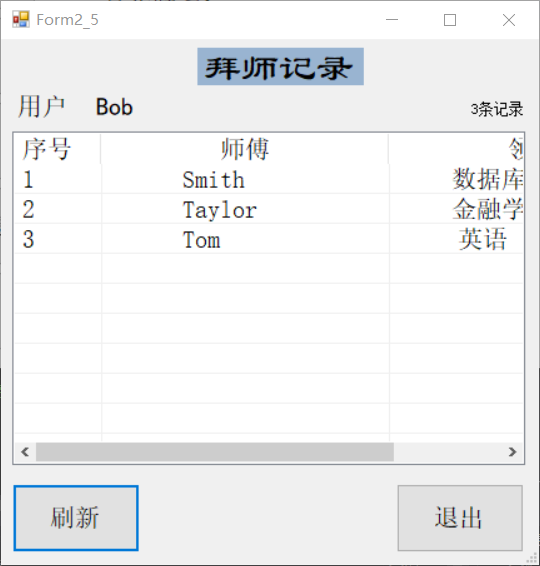 Form2_5
拜师记录
用户 Bob 3条记录
序号 师傅
1 Smith 数据库
2 Taylor 金融学
3 Tom 英语
刷新 退出